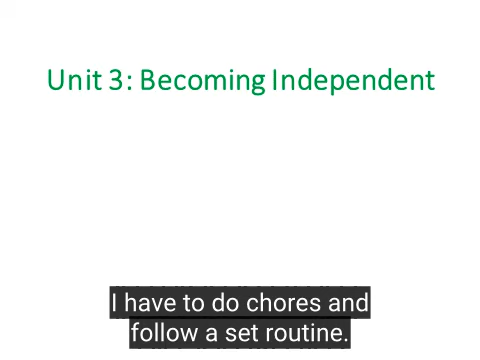 Unit 3: Becoming Independent
I have to do chores and
follow a set routine.